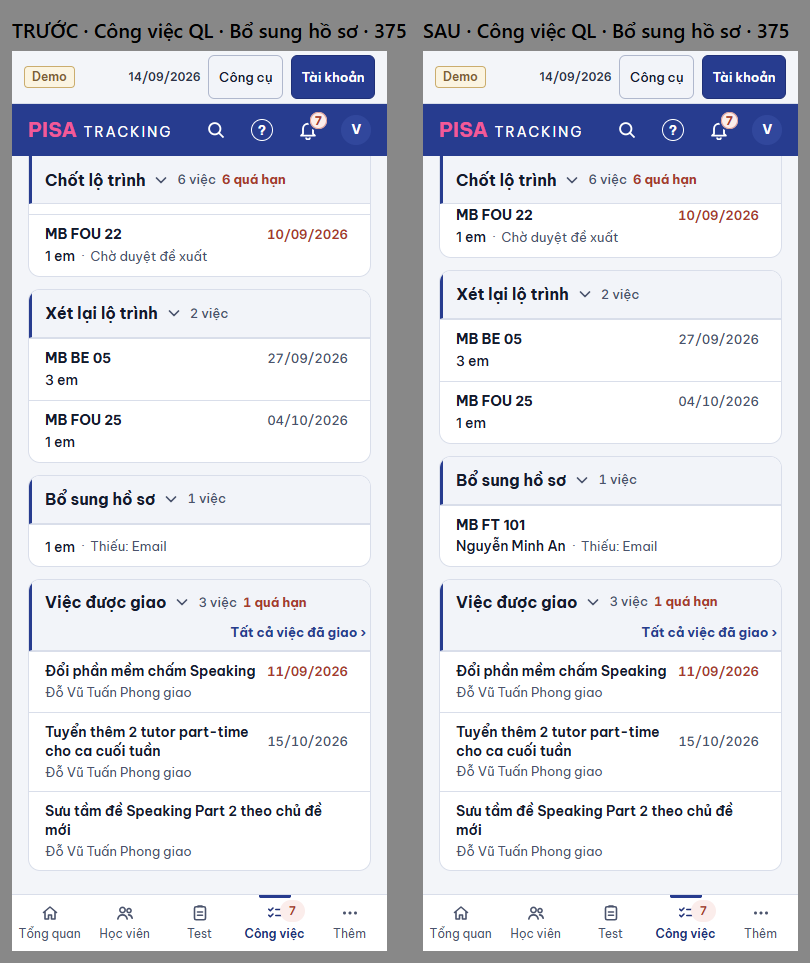 TRƯỚC · Công việc QL · Bổ sung hồ sơ · 375
Demo
14/09/2026
Công cụ
Tài khoản
PISA TRACKING
?
7
V
Chốt lộ trình 6 việc 6 quá hạn
MB FOU 22 10/09/2026
1 em · Chờ duyệt đề xuất
Xét lại lộ trình 2 việc
MB BE 05 27/09/2026
3 em
MB FOU 25 04/10/2026
1 em
Bổ sung hồ sơ 1 việc
1 em · Thiếu: Email
Việc được giao 3 việc 1 quá hạn
Tất cả việc đã giao ›
Đổi phần mềm chấm Speaking 11/09/2026
Đỗ Vũ Tuấn Phong giao
Tuyển thêm 2 tutor part-time
cho ca cuối tuần 15/10/2026
Đỗ Vũ Tuấn Phong giao
Sưu tầm đề Speaking Part 2 theo chủ đề
mới
Đỗ Vũ Tuấn Phong giao
7
Tổng quan Học viên Test Công việc Thêm
SAU · Công việc QL · Bổ sung hồ sơ · 375
Demo
14/09/2026
Công cụ
Tài khoản
PISA TRACKING
?
7
V
Chốt lộ trình 6 việc 6 quá hạn
MB FOU 22 10/09/2026
1 em · Chờ duyệt đề xuất
Xét lại lộ trình 2 việc
MB BE 05 27/09/2026
3 em
MB FOU 25 04/10/2026
1 em
Bổ sung hồ sơ 1 việc
MB FT 101
Nguyễn Minh An · Thiếu: Email
Việc được giao 3 việc 1 quá hạn
Tất cả việc đã giao ›
Đổi phần mềm chấm Speaking 11/09/2026
Đỗ Vũ Tuấn Phong giao
Tuyển thêm 2 tutor part-time
cho ca cuối tuần 15/10/2026
Đỗ Vũ Tuấn Phong giao
Sưu tầm đề Speaking Part 2 theo chủ đề
mới
Đỗ Vũ Tuấn Phong giao
7
Tổng quan Học viên Test Công việc Thêm